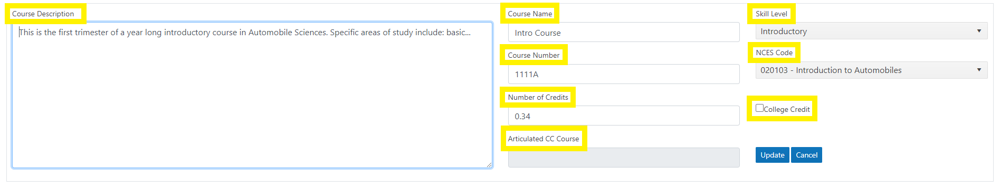 Course Description
This is the first trimester of a year long introductory course in Automobile Sciences. Specific areas of study include: basic...
Course Name
Intro Course
Course Number
1111A
Number of Credits
0.34
Articulated CC Course
Skill Level
Introductory
NCES Code
020103 - Introduction to Automobiles
College Credit
Update Cancel